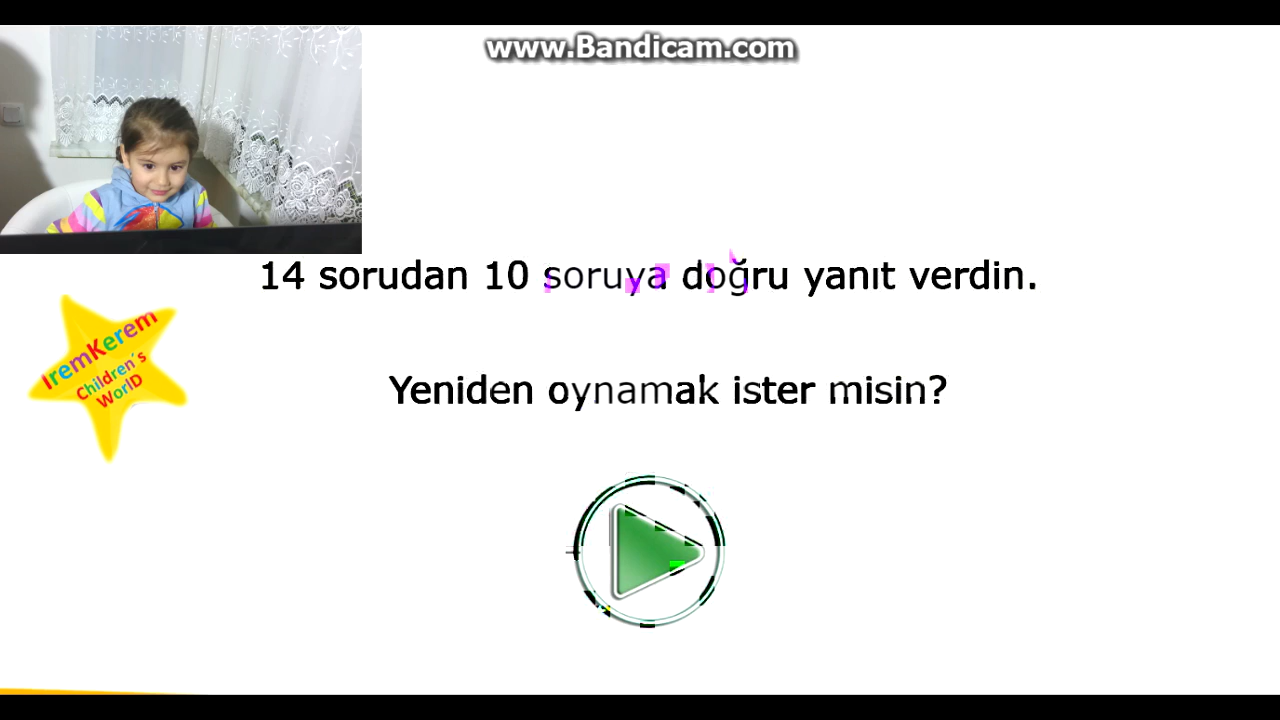 www.Bandicam.com
14 sorudan 10 soruya doğru yanıt verdin.
IremKerem
Children's
WorlD
Yeniden oynamak ister misin?